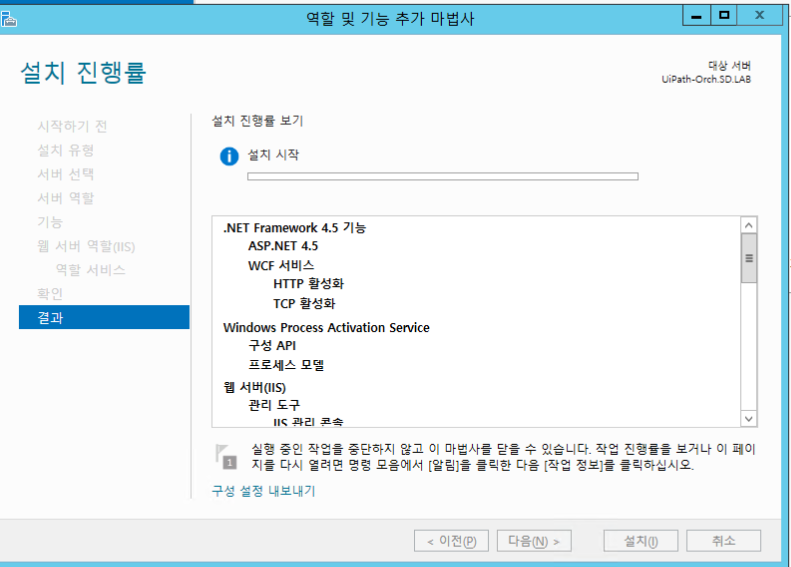 역할 및 기능 추가 마법사
설치 진행률
대상 서버
UiPath-Orch.SD.LAB
시작하기 전
설치 유형
서버 선택
서버 역할
기능
웹 서버 역할(IIS)
역할 서비스
확인
결과
설치 진행률 보기
설치 시작
.NET Framework 4.5 기능
ASP.NET 4.5
WCF 서비스
HTTP 활성화
TCP 활성화
Windows Process Activation Service
구성 API
프로세스 모델
웹 서버(IIS)
관리 도구
IIS 관리 콘솔
1
실행 중인 작업을 중단하지 않고 이 마법사를 닫을 수 있습니다. 작업 진행률을 보거나 이 페이
지를 다시 열려면 명령 모음에서 [알림]을 클릭한 다음 [작업 정보]를 클릭하십시오.
구성 설정 내보내기
< 이전(P) 다음(N) > 설치(I) 취소